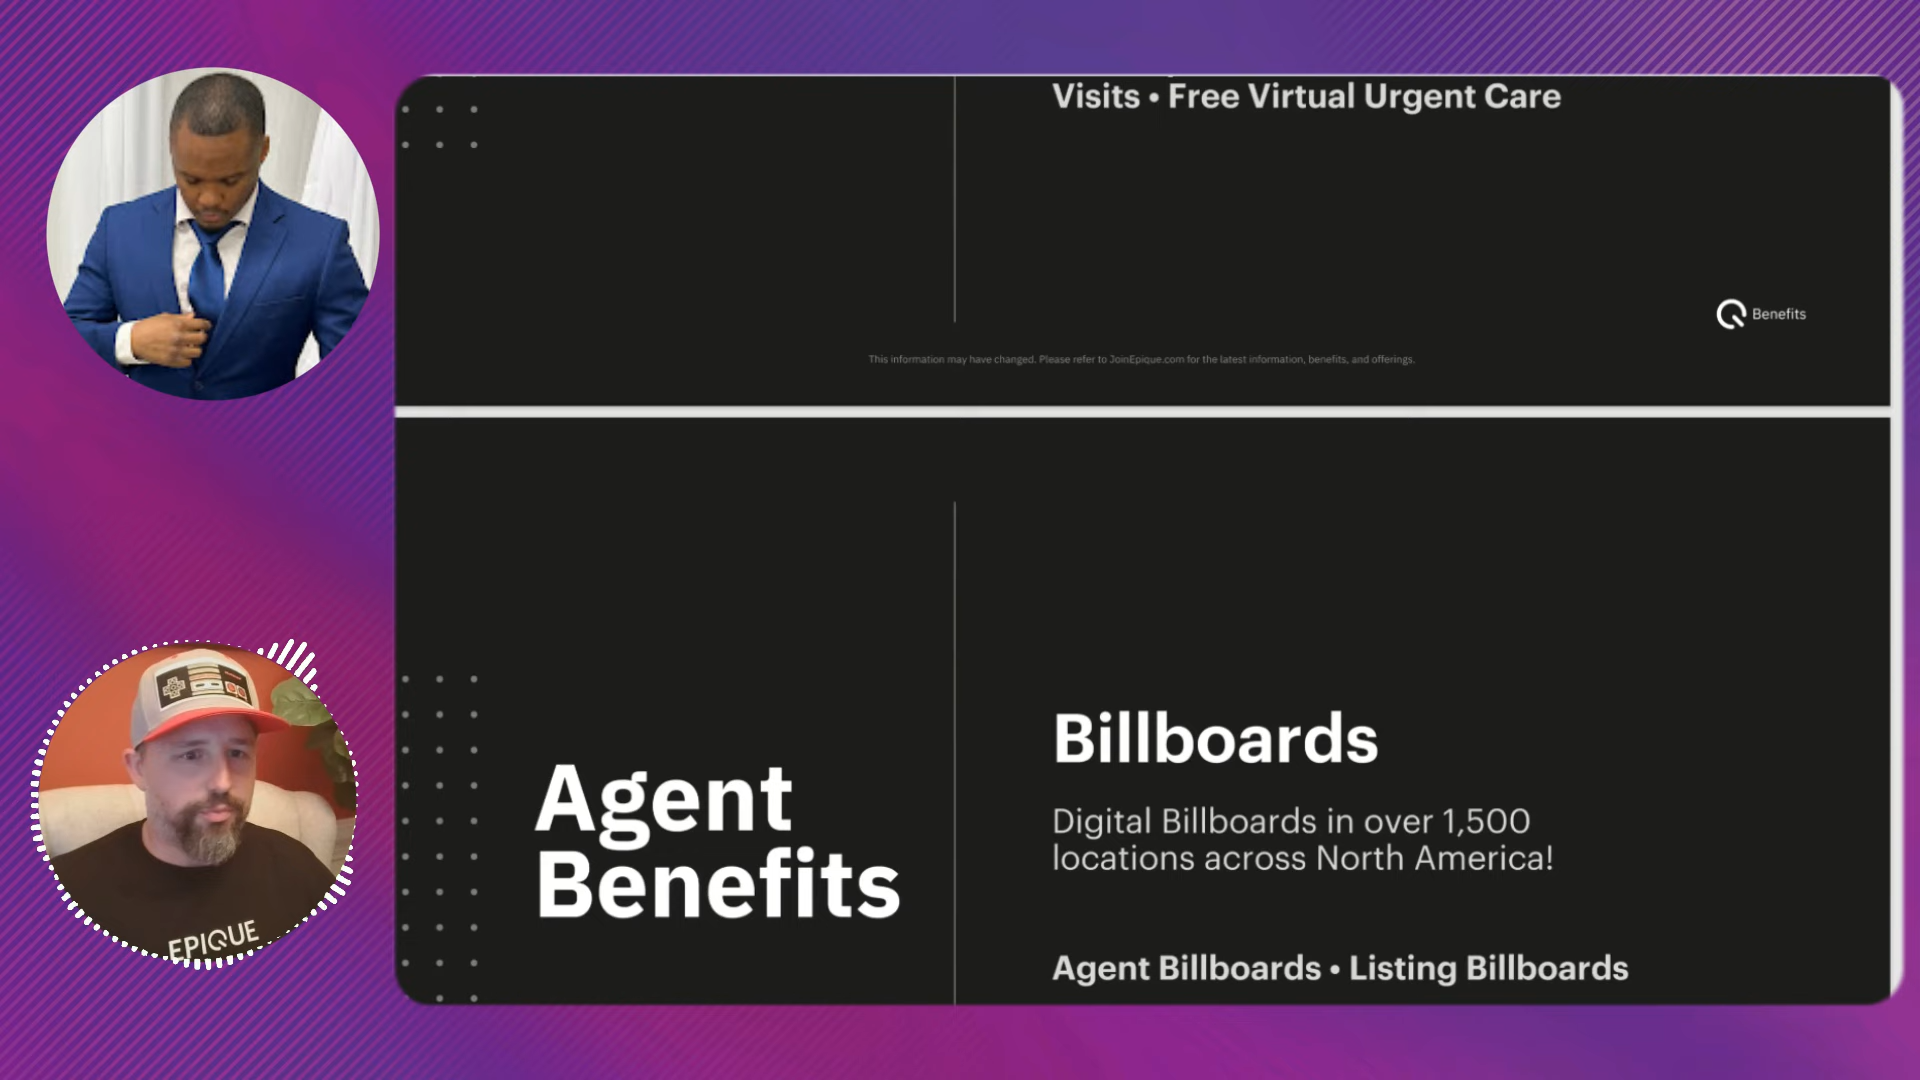 Visits • Free Virtual Urgent Care
Benefits
This information may have changed. Please refer to JoinEpique.com for the latest information, benefits, and offerings.
Agent
Benefits
Billboards
Digital Billboards in over 1,500
locations across North America!
Agent Billboards • Listing Billboards
EPIQUE